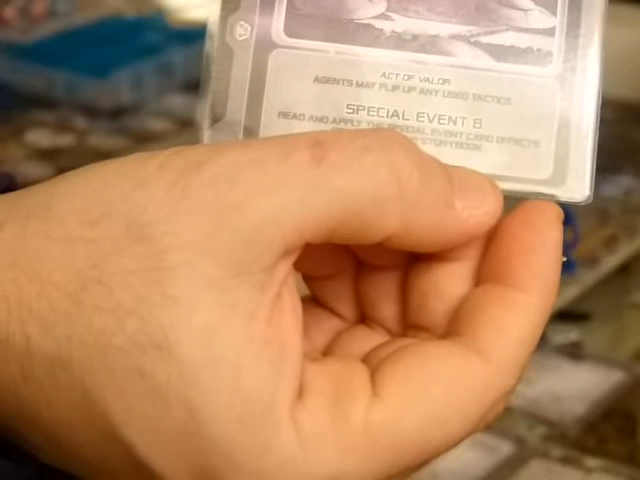 ACT OF VALOR
AGENTS MAY FLIP UP ANY USED TACTICS.
SPECIAL EVENT B
READ AND APPLY THE SPECIAL EVENT CARD EFFECTS
STORYBOOK.